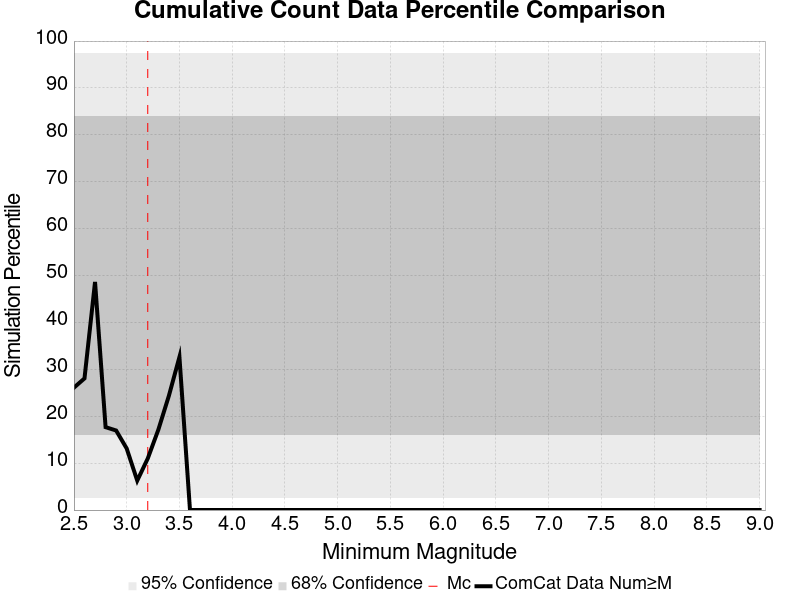 Cumulative Count Data Percentile Comparison
Simulation Percentile
100
90
80
70
60
50
40
30
20
10
0
2.5 3.0 3.5 4.0 4.5 5.0 5.5 6.0 6.5 7.0 7.5 8.0 8.5 9.0
Minimum Magnitude
95% Confidence 68% Confidence Mc ComCat Data Num≥M